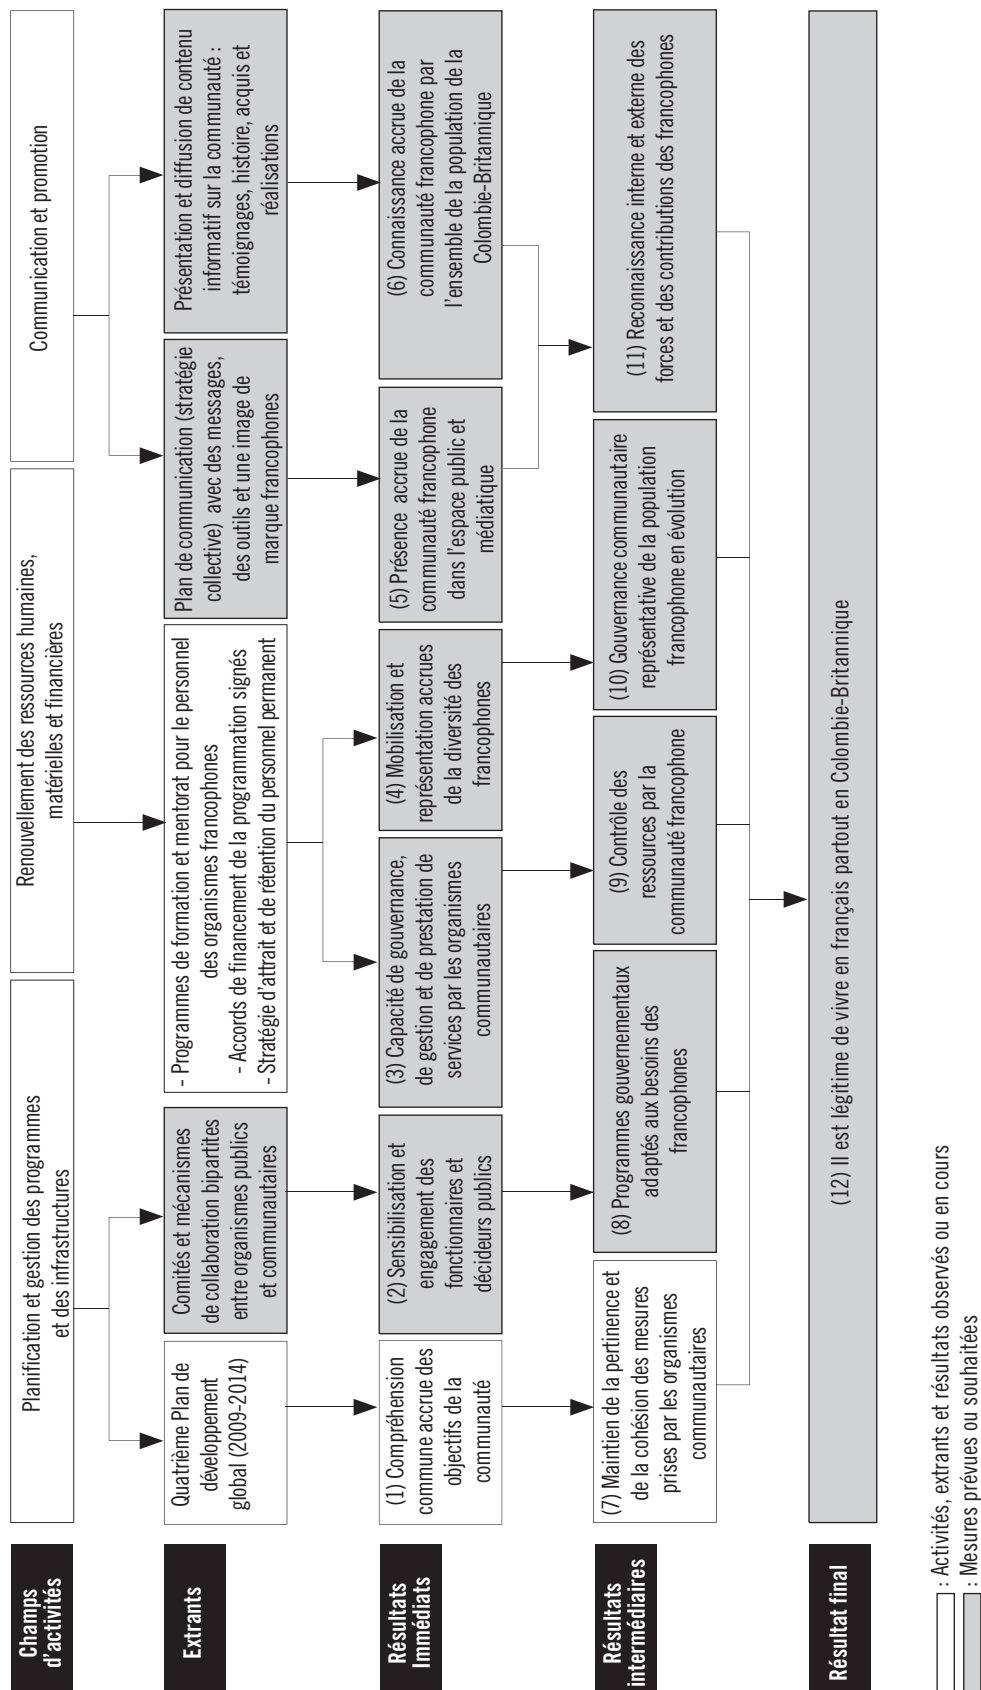 Champs
d'activités
Planification et gestion des programmes
et des infrastructures
Renouvellement des ressources humaines,
matérielles et financières
Communication et promotion
Extrants
Quatrième Plan de
développement
global (2009-2014)
Comités et mécanismes
de collaboration bipartites
entre organismes publics
et communautaires
- Programmes de formation et mentorat pour le personnel
des organismes francophones
- Accords de financement de la programmation signés
- Stratégie d'attrait et de rétention du personnel permanent
Plan de communication (stratégie
collective) avec des messages,
des outils et une image de
marque francophones
Présentation et diffusion de contenu
informatif sur la communauté :
témoignages, histoire, acquis et
réalisations
Résultats
Immédiats
(1) Compréhension
commune accrue des
objectifs de la
communauté
(2) Sensibilisation et
engagement des
fonctionnaires et
décideurs publics
(3) Capacité de gouvernance,
de gestion et de prestation de
services par les organismes
communautaires
(4) Mobilisation et
représentation accrues
de la diversité des
francophones
(5) Présence accrue de la
communauté francophone
dans l'espace public et
médiatique
(6) Connaissance accrue de la
communauté francophone par
l'ensemble de la population de la
Colombie-Britannique
Résultats
intermédiaires
(7) Maintien de la pertinence et
de la cohésion des mesures
prises par les organismes
communautaires
(8) Programmes gouvernementaux
adaptés aux besoins des
francophones
(9) Contrôle des
ressources par la
communauté francophone
(10) Gouvernance communautaire
représentative de la population
francophone en évolution
(11) Reconnaissance interne et externe des
forces et des contributions des francophones
Résultat final
(12) Il est légitime de vivre en français partout en Colombie-Britannique
: Activités, extrants et résultats observés ou en cours
: Mesures prévues ou souhaitées